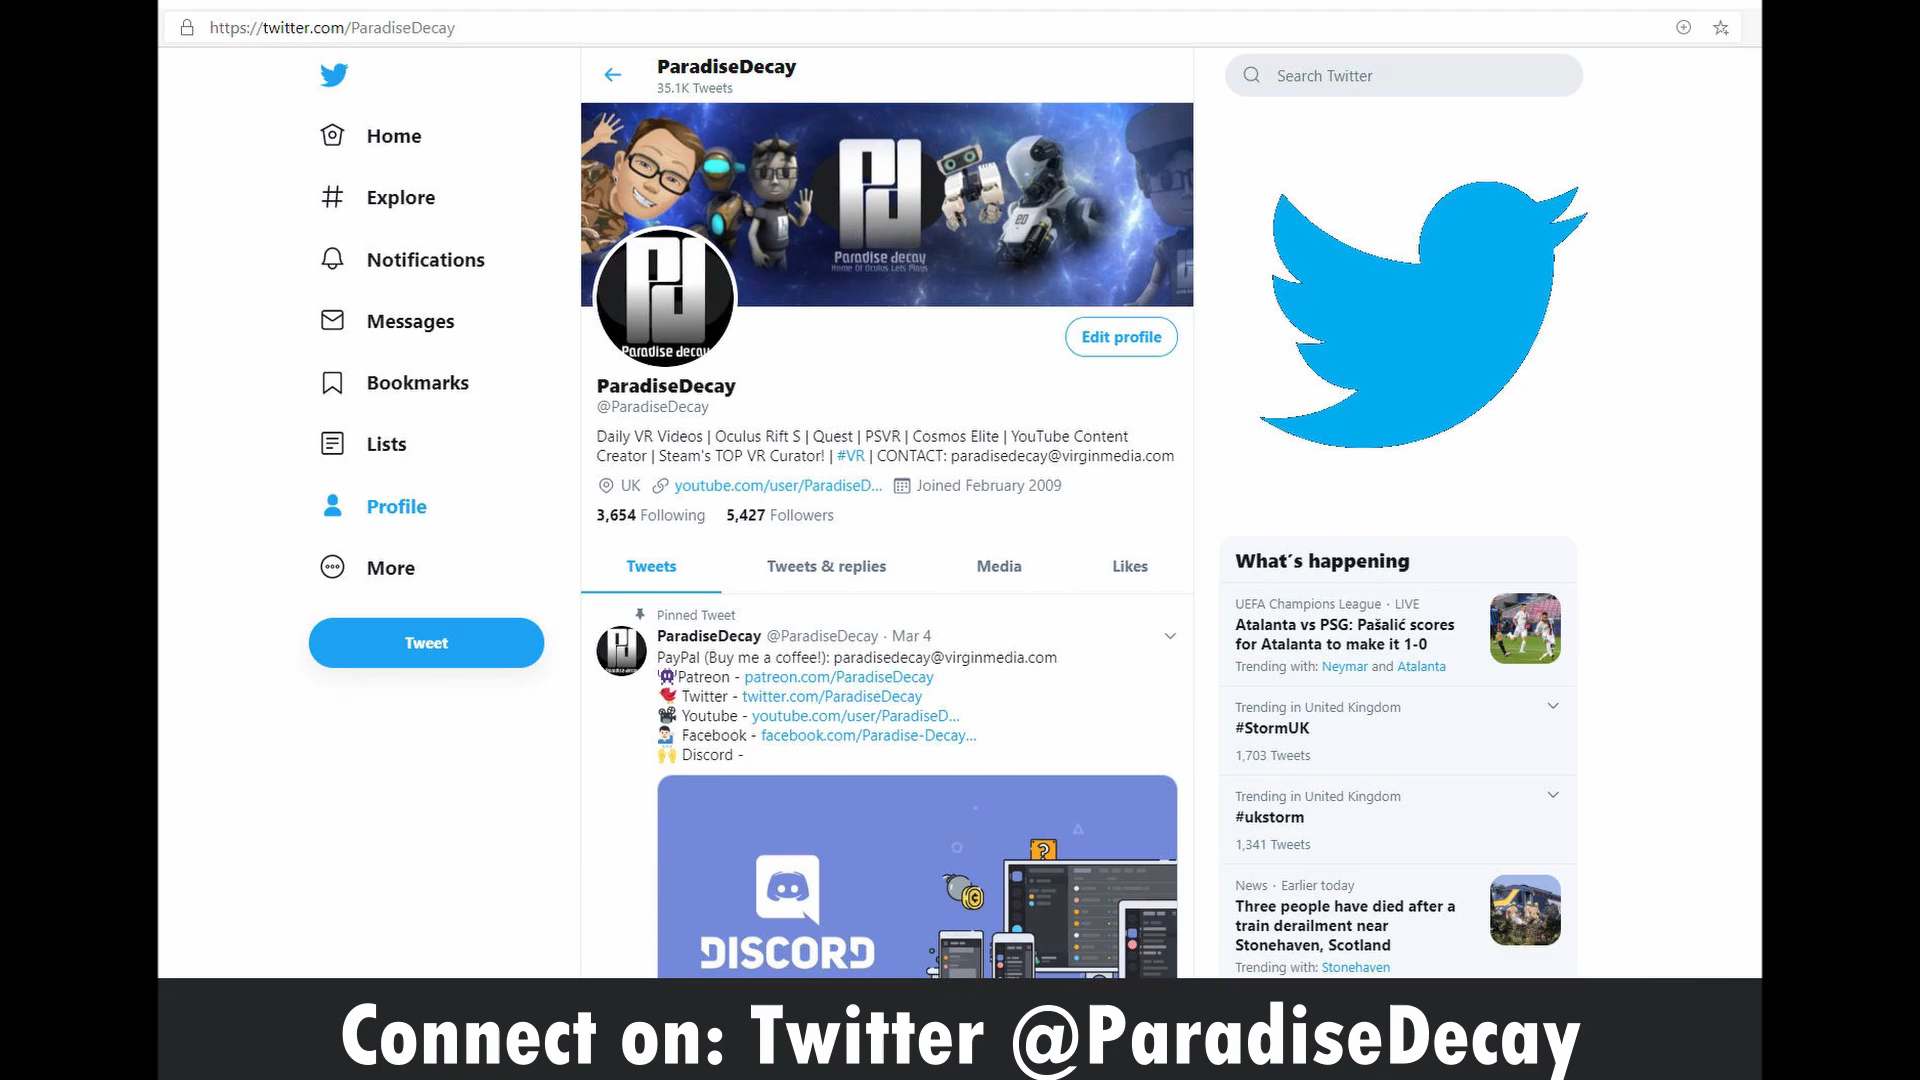 https://twitter.com/ParadiseDecay
Home
Explore
Notifications
Messages
Bookmarks
Lists
Profile
More
Tweet
ParadiseDecay
35.1K Tweets
Paradise decay
Home Of Oculus Lets Plays
Paradise decay
Edit profile
ParadiseDecay
@ParadiseDecay
Daily VR Videos | Oculus Rift S | Quest | PSVR | Cosmos Elite | YouTube Content
Creator | Steam's TOP VR Curator! | #VR | CONTACT: paradisedecay@virginmedia.com
UK youtube.com/user/ParadiseD... Joined February 2009
3,654 Following 5,427 Followers
Tweets Tweets & replies Media Likes
Pinned Tweet
ParadiseDecay @ParadiseDecay · Mar 4
PayPal (Buy me a coffee!): paradisedecay@virginmedia.com
👾Patreon - patreon.com/ParadiseDecay
🐦 Twitter - twitter.com/ParadiseDecay
🎥 Youtube - youtube.com/user/ParadiseD...
💁🏻‍♂️ Facebook - facebook.com/Paradise-Decay...
🙌 Discord -
DISCORD
Search Twitter
What's happening
UEFA Champions League · LIVE
Atalanta vs PSG: Pašalić scores
for Atalanta to make it 1-0
Trending with: Neymar and Atalanta
Trending in United Kingdom
#StormUK
1,703 Tweets
Trending in United Kingdom
#ukstorm
1,341 Tweets
News · Earlier today
Three people have died after a
train derailment near
Stonehaven, Scotland
Trending with: Stonehaven
Connect on: Twitter @ParadiseDecay